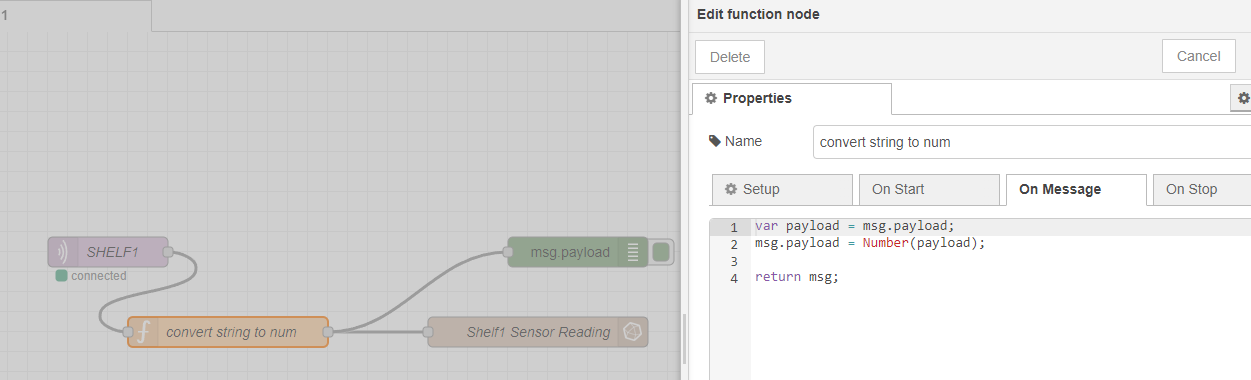 1
SHELF1
connected
convert string to num
msg.payload
Shelf1 Sensor Reading
Edit function node
Delete
Cancel
Properties
Name
convert string to num
Setup
On Start
On Message
On Stop
1 var payload = msg.payload;
2 msg.payload = Number(payload);
3
4 return msg;